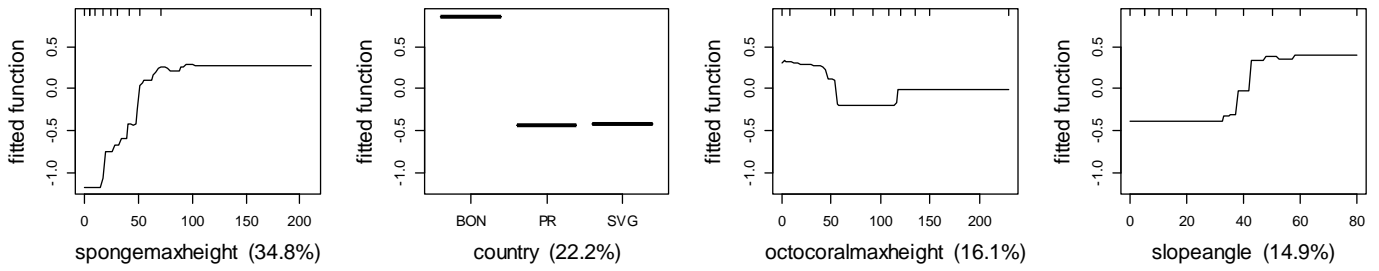 fitted function
0.5
0.0
-0.5
-1.0
0 50 100 150 200
spongemaxheight (34.8%)
fitted function
0.5
0.0
-0.5
-1.0
BON PR SVG
country (22.2%)
fitted function
0.5
0.0
-0.5
-1.0
0 50 100 150 200
octocoralmaxheight (16.1%)
fitted function
0.5
0.0
-0.5
-1.0
0 20 40 60 80
slopeangle (14.9%)